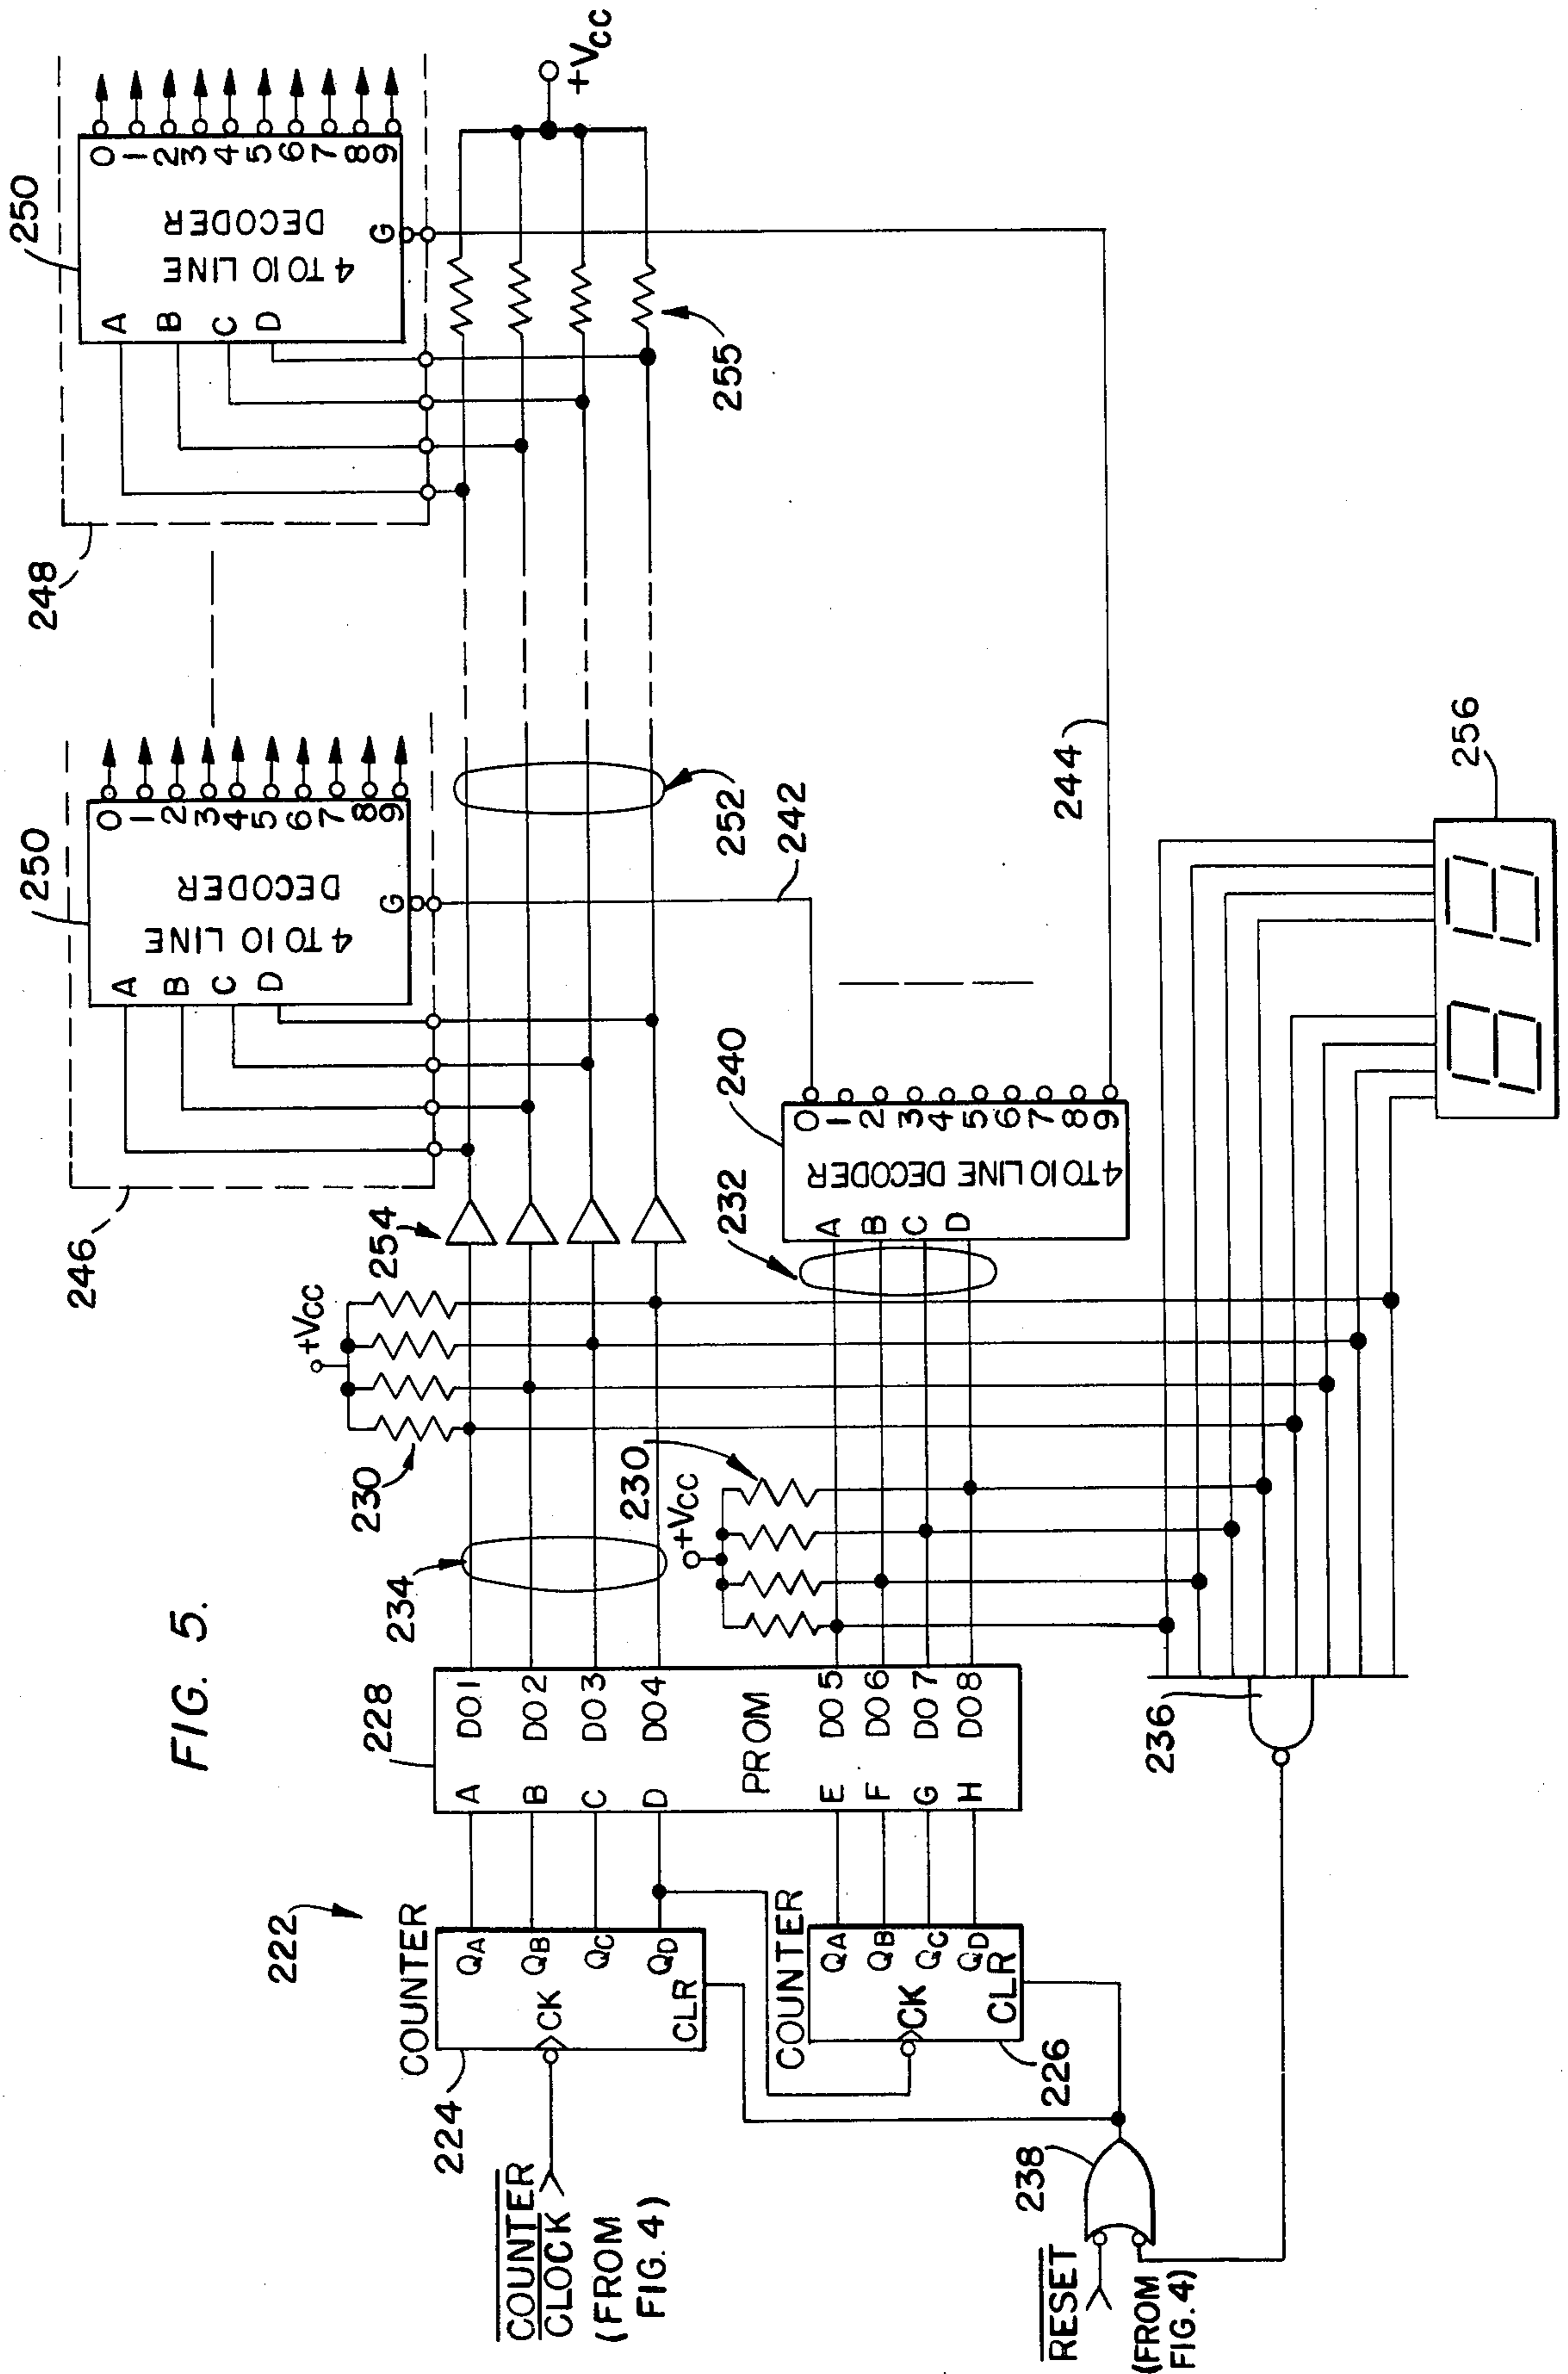 FIG. 5.
222
COUNTER
224
QA
QB
QC
QD
CK
CLR
COUNTER
CLOCK
(FROM
FIG. 4)
COUNTER
226
QA
QB
QC
QD
CK
CLR
RESET
(FROM
FIG. 4)
238
228
A
B
C
D
E
F
G
H
PROM
DO1
DO2
DO3
DO4
DO5
DO6
DO7
DO8
234
230
+VCC
230
+VCC
236
254
232
240
A
B
C
D
4 TO 10 LINE DECODER
0
1
2
3
4
5
6
7
8
9
246
250
A
B
C
D
4 TO 10 LINE
DECODER
G
0
1
2
3
4
5
6
7
8
9
252
242
244
256
248
250
A
B
C
D
4 TO 10 LINE
DECODER
G
0
1
2
3
4
5
6
7
8
9
255
+VCC